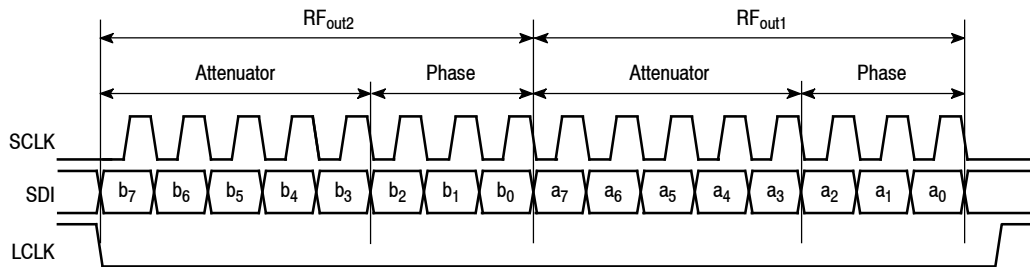 RFout2 RFout1
Attenuator Phase Attenuator Phase
SCLK
SDI b7 b6 b5 b4 b3 b2 b1 b0 a7 a6 a5 a4 a3 a2 a1 a0
LCLK